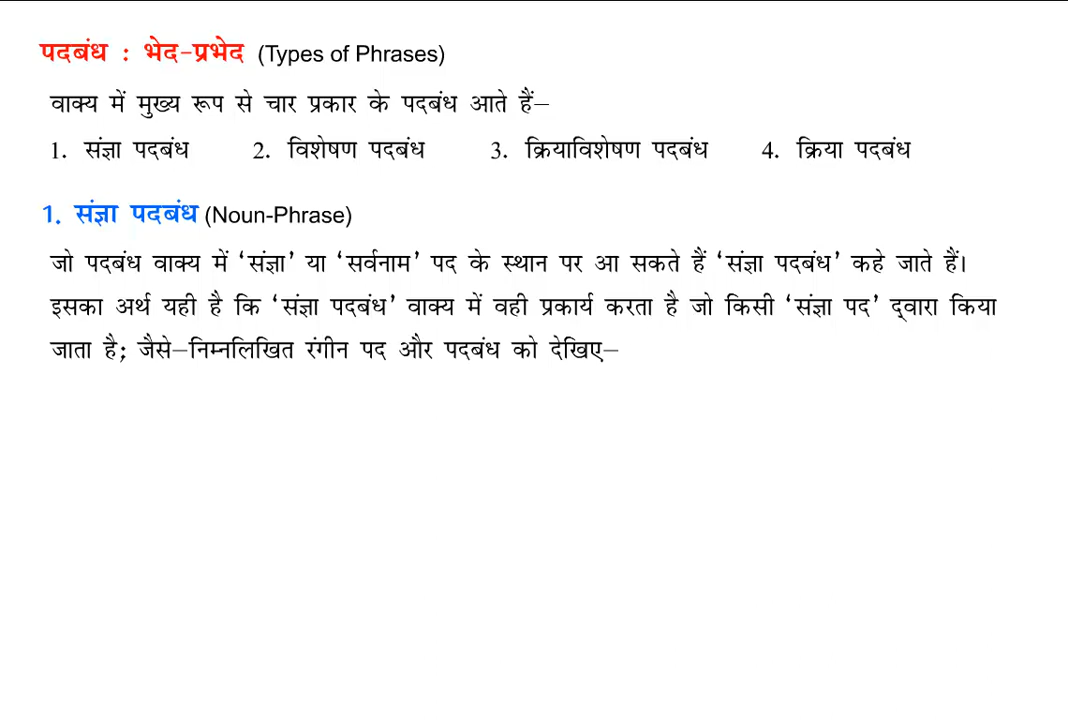 पदबंध : भेद-प्रभेद (Types of Phrases)
वाक्य में मुख्य रूप से चार प्रकार के पदबंध आते हैं–
1. संज्ञा पदबंध 2. विशेषण पदबंध 3. क्रियाविशेषण पदबंध 4. क्रिया पदबंध
1. संज्ञा पदबंध (Noun-Phrase)
जो पदबंध वाक्य में ‘संज्ञा’ या ‘सर्वनाम’ पद के स्थान पर आ सकते हैं ‘संज्ञा पदबंध’ कहे जाते हैं।
इसका अर्थ यही है कि ‘संज्ञा पदबंध’ वाक्य में वही प्रकार्य करता है जो किसी ‘संज्ञा पद’ द्‌वारा किया
जाता है; जैसे–निम्नलिखित रंगीन पद और पदबंध को देखिए–